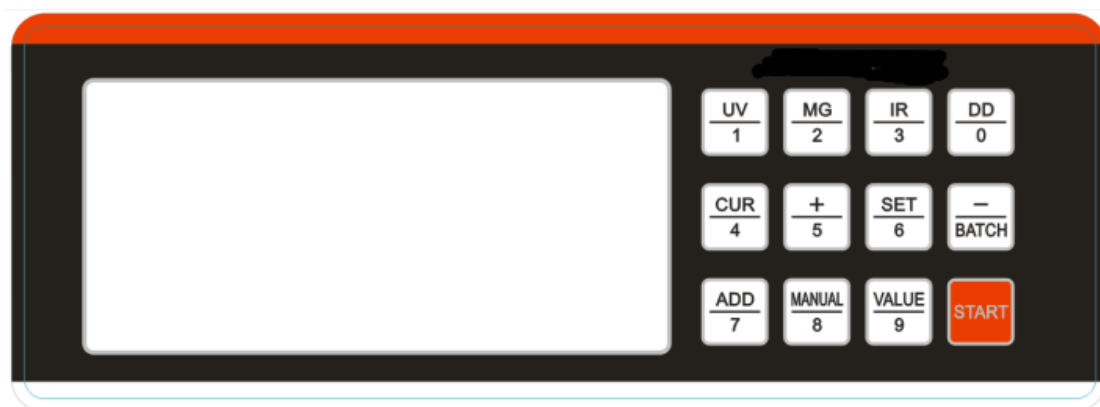 UV MG IR DD
1 2 3 0
CUR + SET −
4 5 6 BATCH
ADD MANUAL VALUE START
7 8 9